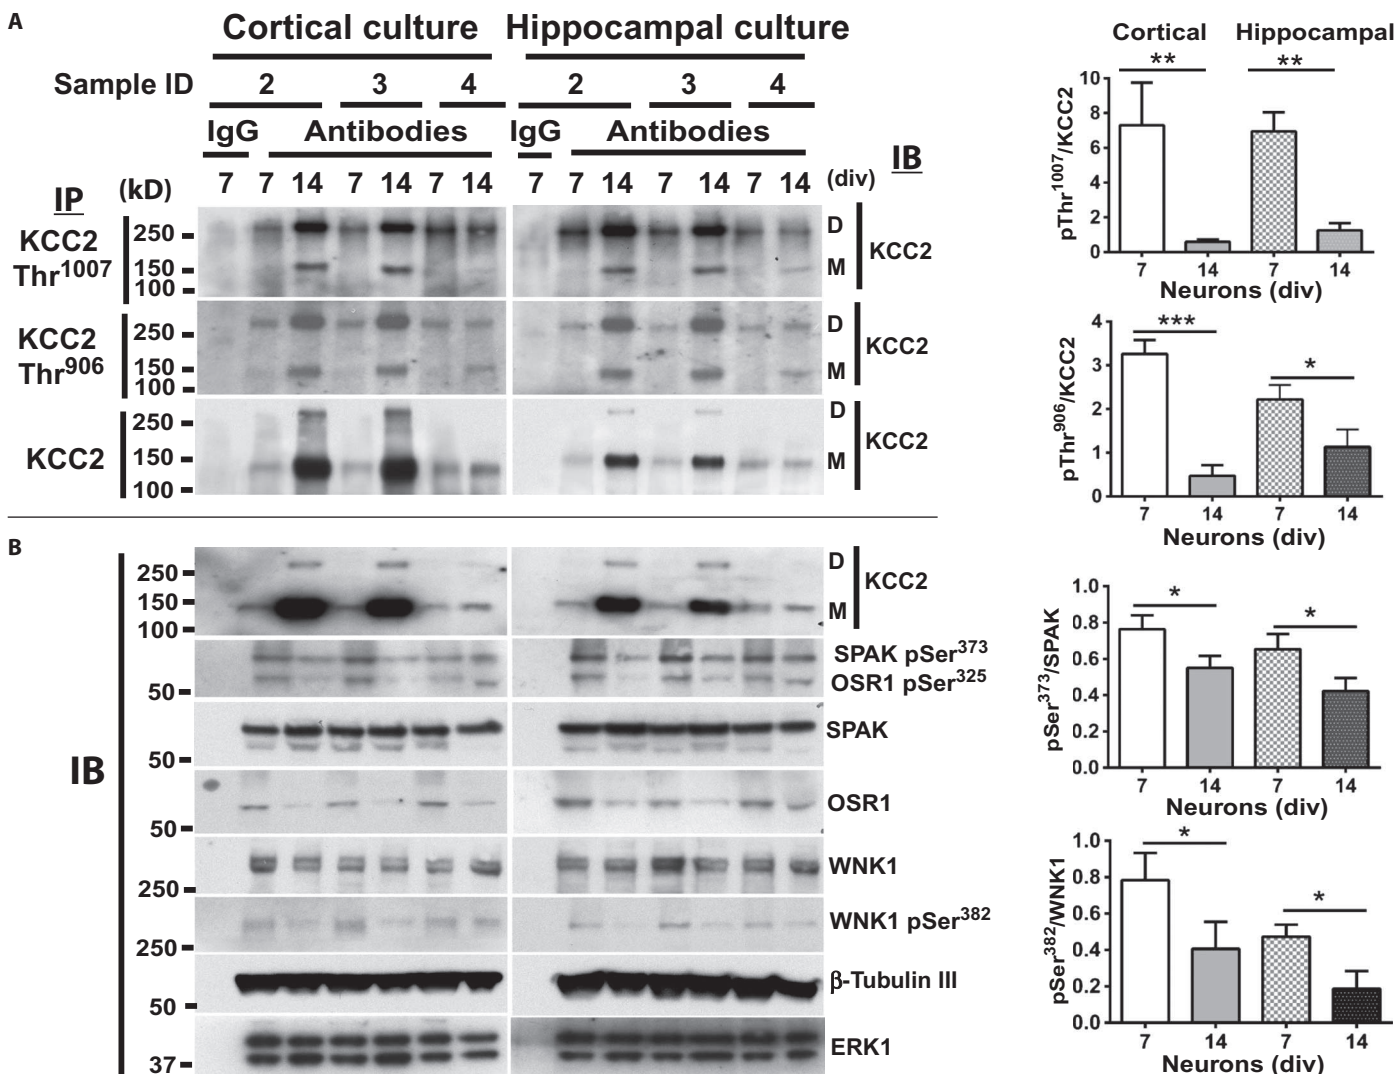 A
Cortical culture Hippocampal culture
Sample ID 2 3 4 2 3 4
IgG Antibodies IgG Antibodies
IB
7 7 14 7 14 7 14 7 7 14 7 14 7 14 (div)
IP (kD)
KCC2 Thr1007
250
150
100
D
M
KCC2
KCC2 Thr906
250
150
100
D
M
KCC2
KCC2
250
150
100
D
M
KCC2
B
IB
250
150
100
D
M
KCC2
SPAK pSer373
OSR1 pSer325
50
SPAK
50
OSR1
50
WNK1
250
WNK1 pSer382
250
β-Tubulin III
50
ERK1
37
Cortical Hippocampal
** **
pThr1007/KCC2
10
8
6
4
2
0
7 14 7 14
Neurons (div)
*** *
pThr906/KCC2
4
3
2
1
0
7 14 7 14
Neurons (div)
* *
pSer373/SPAK
1.0
0.8
0.6
0.4
0.2
0.0
7 14 7 14
Neurons (div)
* *
pSer382/WNK1
1.0
0.8
0.6
0.4
0.2
0.0
7 14 7 14
Neurons (div)